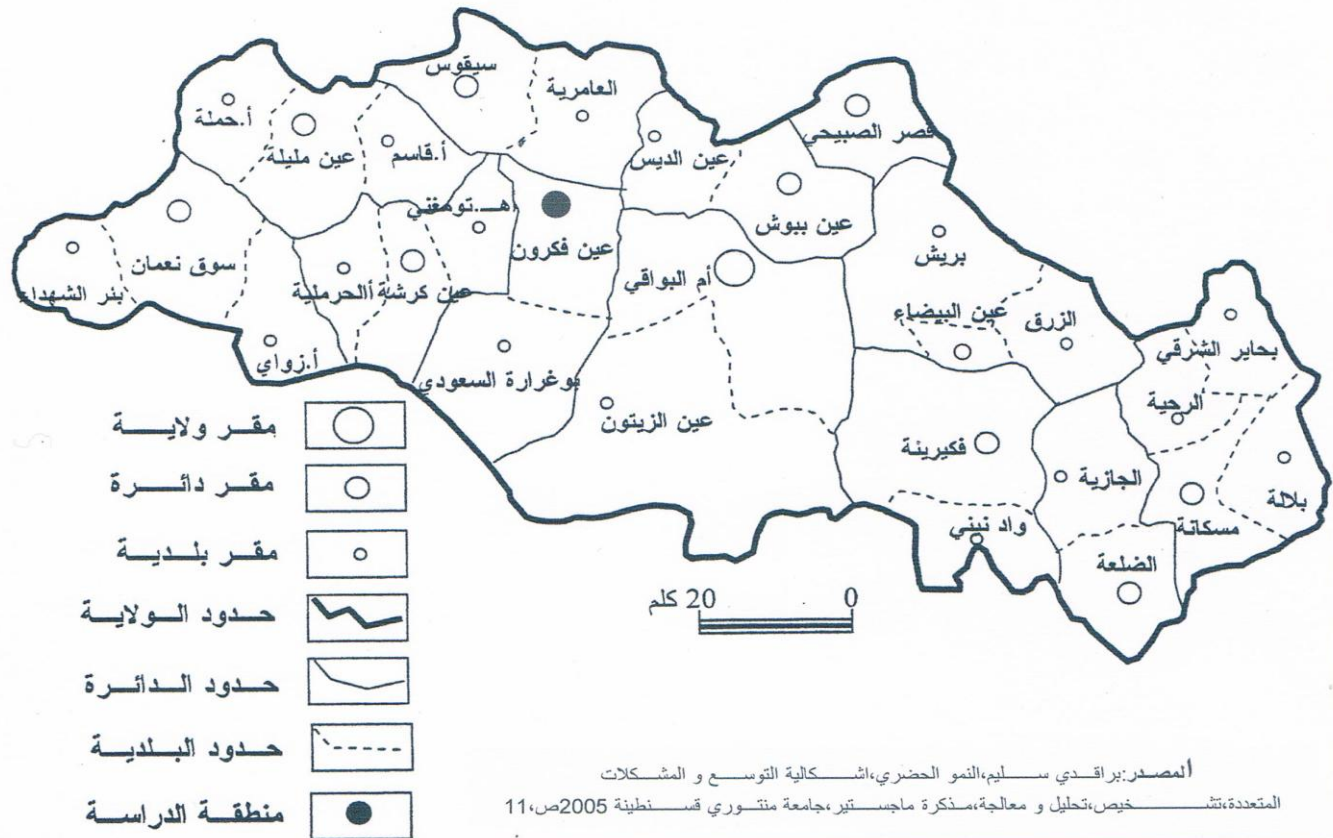 سيقوس
العامرية
أ.حملة
عين مليلة
أ.قاسم
عين الديس
قصر الصبيحي
هـ.تومغني
عين فكرون
عين ببوش
بريش
سوق نعمان
بئر الشهداء
أم البواقي
عين كرشة
الحرملية
عين البيضاء
الزرق
بحاير الشرقي
أ.زواي
بوغرارة السعودي
عين الزيتون
الرحية
فكيرينة
الجازية
مسكانة
بلالة
واد نيني
الضلعة
0 20 كلم
مقر ولاية
مقر دائرة
مقر بلدية
حدود الولاية
حدود الدائرة
حدود البلدية
منطقة الدراسة
المصدر:براقدي سليم،النمو الحضري،اشكالية التوسع و المشكلات
المتعددة،تشخيص،تحليل و معالجة،مذكرة ماجستير،جامعة منتوري قسنطينة 2005ص،11